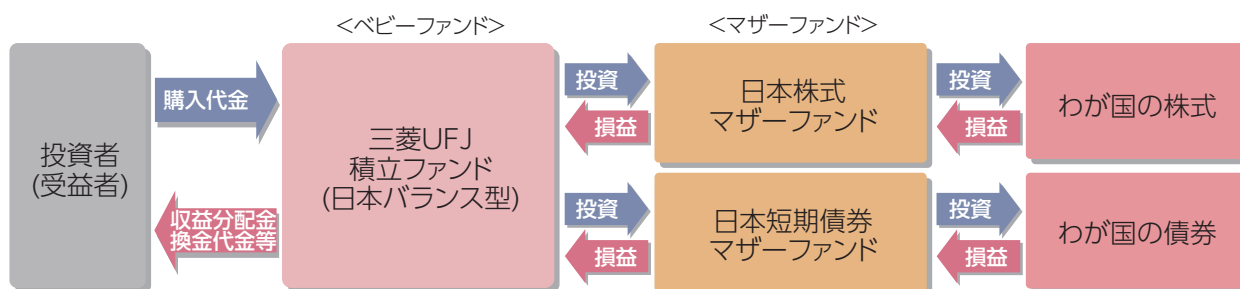 <ベビーファンド>
<マザーファンド>
投資者
(受益者)
購入代金
収益分配金
換金代金等
三菱UFJ
積立ファンド
(日本バランス型)
投資
損益
日本株式
マザーファンド
投資
損益
わが国の株式
投資
損益
日本短期債券
マザーファンド
投資
損益
わが国の債券